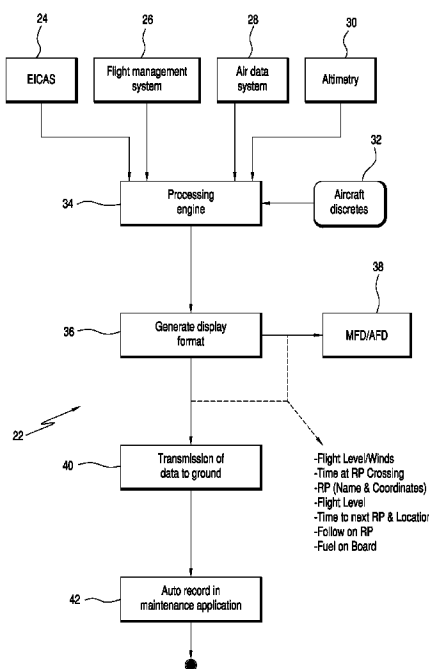 24
26
28
30
EICAS
Flight management
system
Air data
system
Altimetry
32
34
Processing
engine
Aircraft
discretes
38
36
Generate display
format
MFD/AFD
22
40
Transmission of
data to ground
-Flight Level/Winds
-Time at RP Crossing
-RP (Name & Coordinates)
-Flight Level
-Time to next RP & Location
-Follow on RP
-Fuel on Board
42
Auto record in
maintenance application